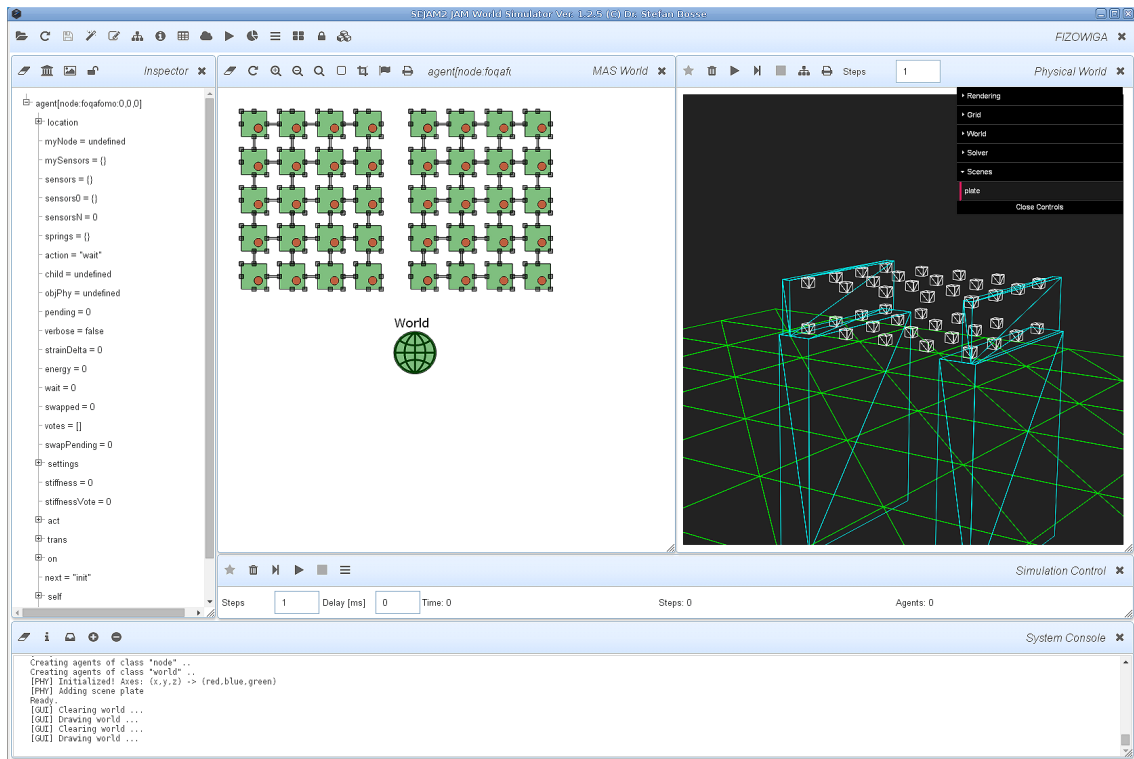 SEJAM2 JAM World Simulator Ver. 1.2.5 (C) Dr. Stefan Bosse
FIZOWIGA
Inspector
agent[node:foqafomo:0,0,0]
location
myNode = undefined
mySensors = {}
sensors = {}
sensors0 = {}
sensorsN = 0
springs = {}
action = "wait"
child = undefined
objPhy = undefined
pending = 0
verbose = false
strainDelta = 0
energy = 0
wait = 0
swapped = 0
votes = []
swapPending = 0
settings
stiffness = 0
stiffnessVote = 0
act
trans
on
next = "init"
self
agent[node:foqafo
MAS World
World
Steps
1
Physical World
Rendering
Grid
World
Solver
Scenes
plate
Close Controls
Simulation Control
Steps
1
Delay [ms]
0
Time: 0
Steps: 0
Agents: 0
System Console
Creating agents of class "node" ..
Creating agents of class "world" ..
[PHY] Initialized! Axes: {x,y,z} -> {red,blue,green}
[PHY] Adding scene plate
Ready.
[GUI] Clearing world ...
[GUI] Drawing world ...
[GUI] Clearing world ...
[GUI] Drawing world ...